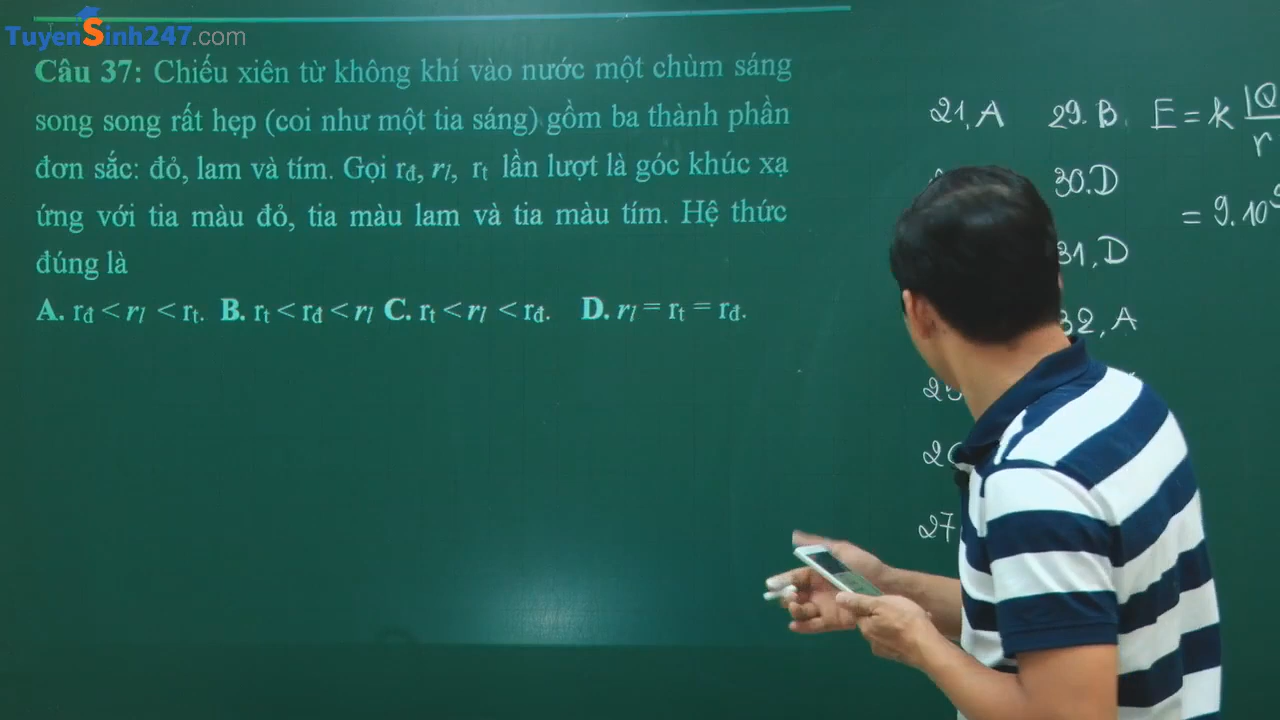 TuyenSinh247.com
Câu 37: Chiếu xiên từ không khí vào nước một chùm sáng
song song rất hẹp (coi như một tia sáng) gồm ba thành phần
đơn sắc: đỏ, lam và tím. Gọi rđ, rl, rt lần lượt là góc khúc xạ
ứng với tia màu đỏ, tia màu lam và tia màu tím. Hệ thức
đúng là
A. rđ < rl < rt. B. rt < rđ < rl C. rt < rl < rđ. D. rl = rt = rđ.
21, A 29. B E = k |Q
r
30. D
= 9.10
31, D
32, A
27